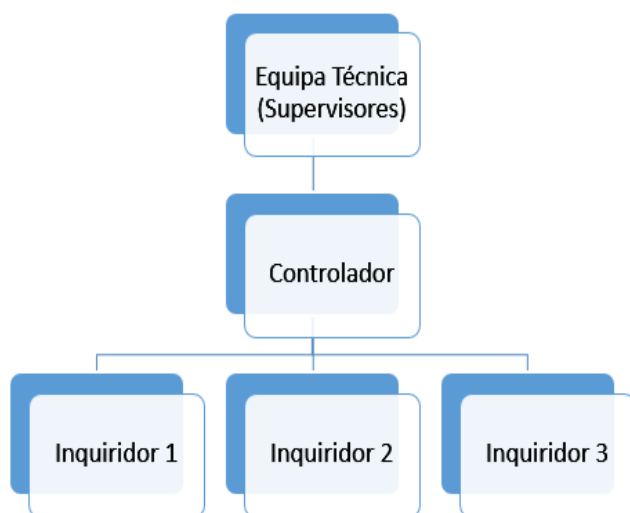 Equipa Técnica
(Supervisores)
Controlador
Inquiridor 1
Inquiridor 2
Inquiridor 3